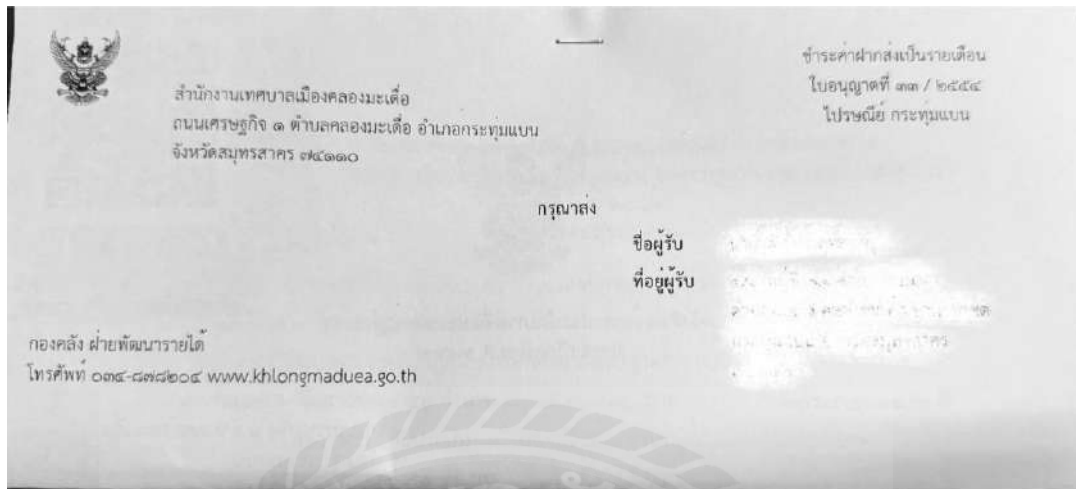 สำนักงานเทศบาลเมืองคลองมะเดื่อ
ถนนเศรษฐกิจ ๑ ตำบลคลองมะเดื่อ อำเภอกระทุ่มแบน
จังหวัดสมุทรสาคร ๗๔๑๑๐
ชำระค่าฝากส่งเป็นรายเดือน
ใบอนุญาตที่ ๓๓ / ๒๕๕๔
ไปรษณีย์ กระทุ่มแบน
กรุณาส่ง
ชื่อผู้รับ
ที่อยู่ผู้รับ
กองคลัง ฝ่ายพัฒนารายได้
โทรศัพท์ ๐๓๔-๘๗๘๒๐๔ www.khlongmaduea.go.th